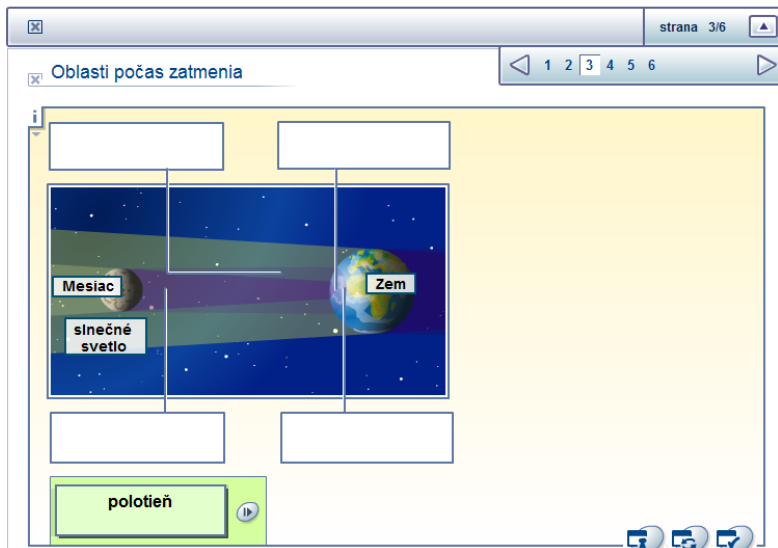 strana 3/6
Oblasti počas zatmenia
1 2 3 4 5 6
i
Mesiac
Zem
slnečné
svetlo
polotieň